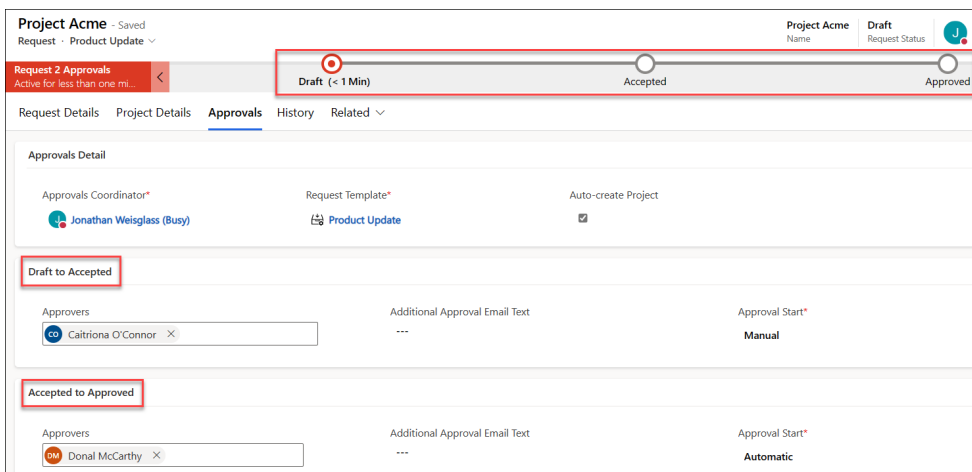 Project Acme - Saved
Request · Product Update
Project Acme
Name
Draft
Request Status
J
Request 2 Approvals
Active for less than one mi...
Draft (< 1 Min)
Accepted
Approved
Request Details Project Details Approvals History Related
Approvals Detail
Approvals Coordinator* Request Template* Auto-create Project
J Jonathan Weisglass (Busy) Product Update
Draft to Accepted
Approvers Additional Approval Email Text Approval Start*
CO Caitriona O'Connor --- Manual
Accepted to Approved
Approvers Additional Approval Email Text Approval Start*
DM Donal McCarthy --- Automatic